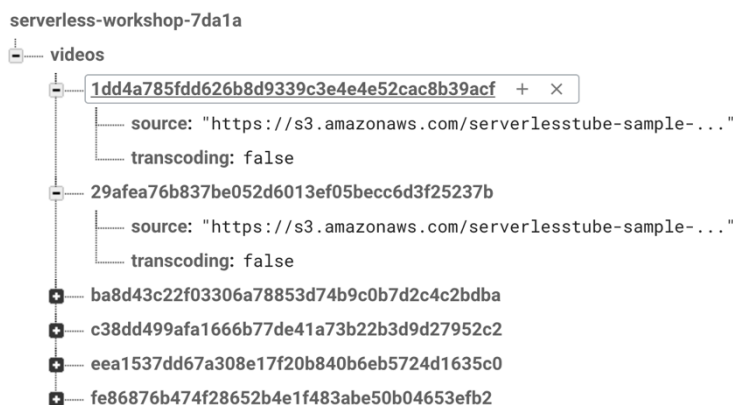 serverless-workshop-7da1a
videos
1dd4a785fdd626b8d9339c3e4e4e52cac8b39acf + ×
source: "https://s3.amazonaws.com/serverlesstube-sample-..."
transcoding: false
29afea76b837be052d6013ef05becc6d3f25237b
source: "https://s3.amazonaws.com/serverlesstube-sample-..."
transcoding: false
ba8d43c22f03306a78853d74b9c0b7d2c4c2bdba
c38dd499afa1666b77de41a73b22b3d9d27952c2
eea1537dd67a308e17f20b840b6eb5724d1635c0
fe86876b474f28652b4e1f483abe50b04653efb2